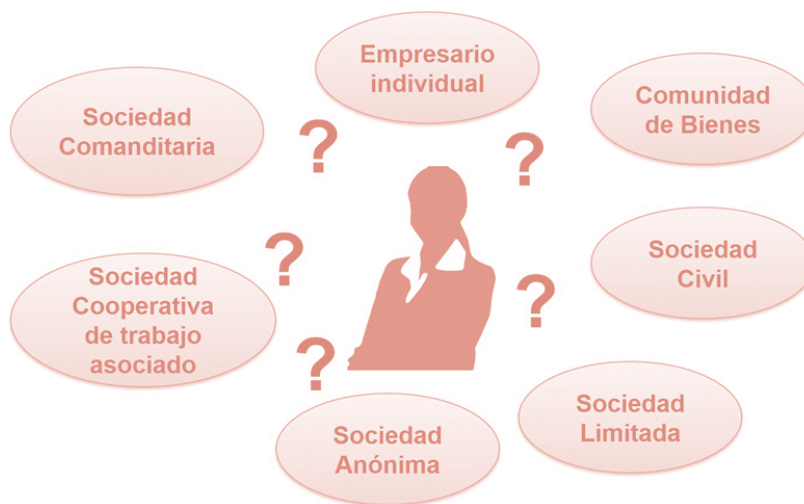 Empresario
individual
Sociedad
Comanditaria
?
?
Comunidad
de Bienes
Sociedad
Cooperativa
de trabajo
asociado
?
?
Sociedad
Civil
?
Sociedad
Anónima
Sociedad
Limitada